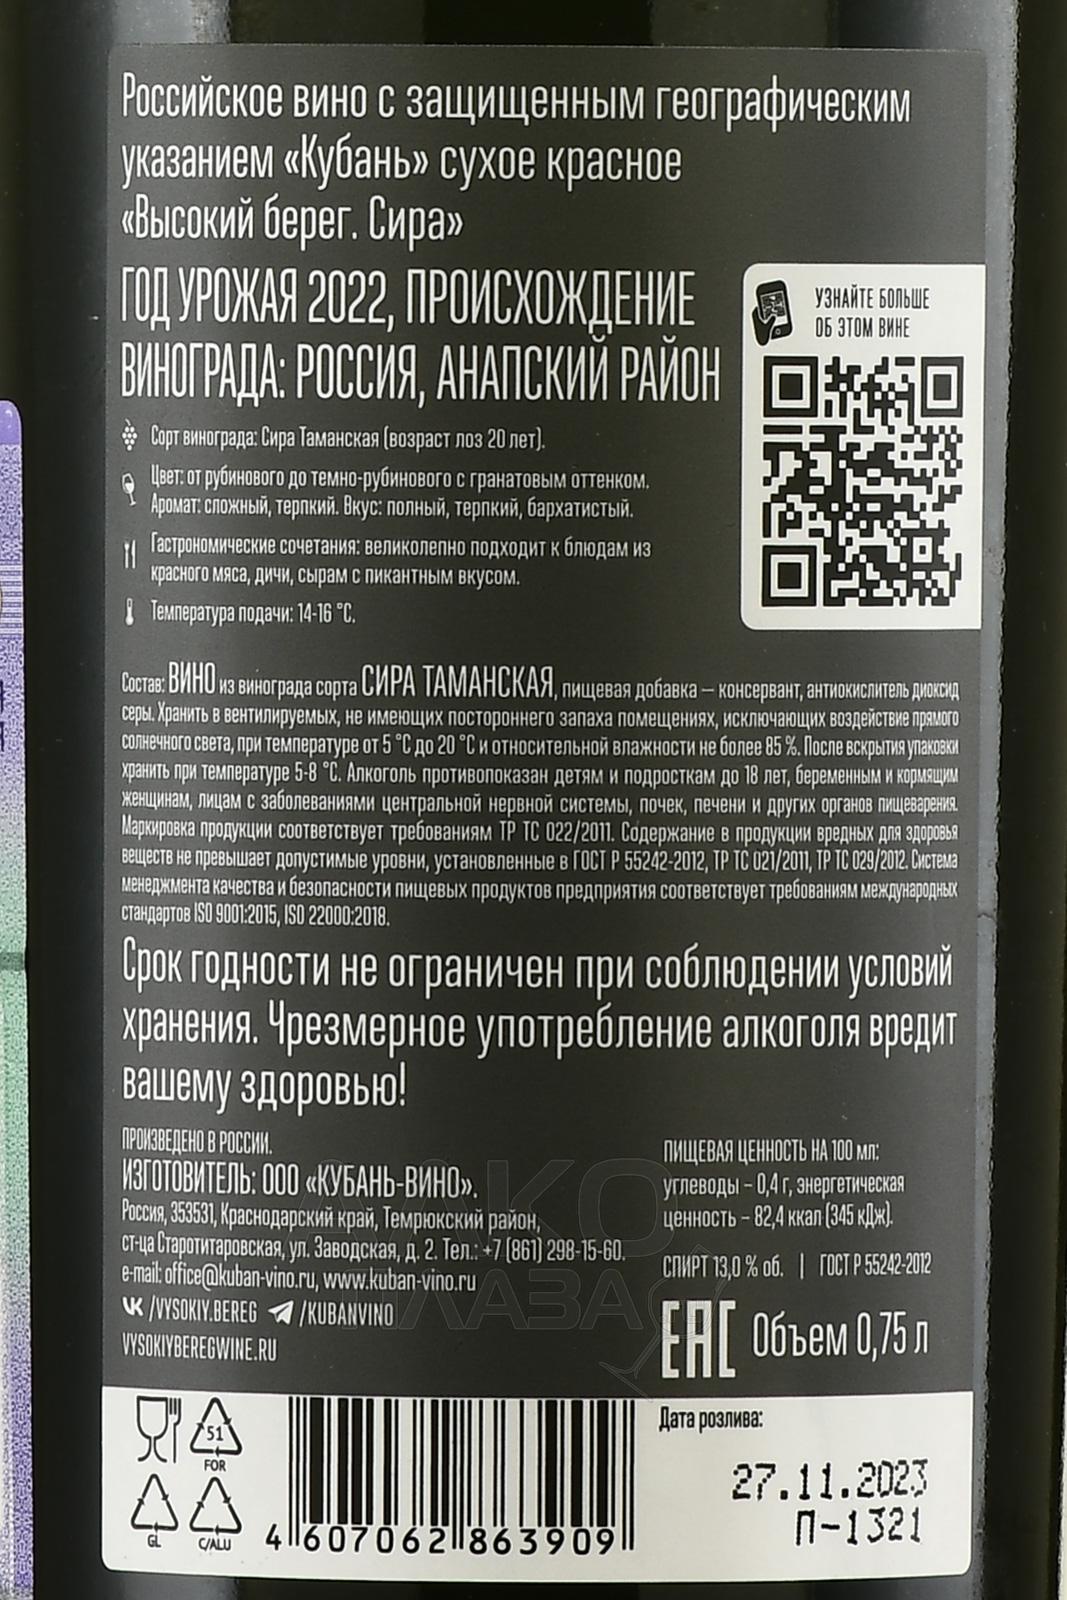 Российское вино с защищенным географическим
указанием «Кубань» сухое красное
«Высокий берег. Сира»
ГОД УРОЖАЯ 2022, ПРОИСХОЖДЕНИЕ
ВИНОГРАДА: РОССИЯ, АНАПСКИЙ РАЙОН
УЗНАЙТЕ БОЛЬШЕ
ОБ ЭТОМ ВИНЕ
Сорт винограда: Сира Таманская (возраст лоз 20 лет).
Цвет: от рубинового до темно-рубинового с гранатовым оттенком.
Аромат: сложный, терпкий. Вкус: полный, терпкий, бархатистый.
Гастрономические сочетания: великолепно подходит к блюдам из
красного мяса, дичи, сырам с пикантным вкусом.
Температура подачи: 14-16 °С.
Состав: ВИНО из винограда сорта СИРА ТАМАНСКАЯ, пищевая добавка – консервант, антиокислитель диоксид
серы. Хранить в вентилируемых, не имеющих постороннего запаха помещениях, исключающих воздействие прямого
солнечного света, при температуре от 5 °С до 20 °С и относительной влажности не более 85 %. После вскрытия упаковки
хранить при температуре 5-8 °С. Алкоголь противопоказан детям и подросткам до 18 лет, беременным и кормящим
женщинам, лицам с заболеваниями центральной нервной системы, почек, печени и других органов пищеварения.
Маркировка продукции соответствует требованиям ТР ТС 022/2011. Содержание в продукции вредных для здоровья
веществ не превышает допустимые уровни, установленные в ГОСТ Р 55242-2012, ТР ТС 021/2011, ТР ТС 029/2012. Система
менеджмента качества и безопасности пищевых продуктов предприятия соответствует требованиям международных
стандартов ISO 9001:2015, ISO 22000:2018.
Срок годности не ограничен при соблюдении условий
хранения. Чрезмерное употребление алкоголя вредит
вашему здоровью!
ПРОИЗВЕДЕНО В РОССИИ.
ИЗГОТОВИТЕЛЬ: ООО «КУБАНЬ-ВИНО».
Россия, 353531, Краснодарский край, Темрюкский район,
ст-ца Старотитаровская, ул. Заводская, д. 2. Тел.: +7 (861) 298-15-60.
e-mail: office@kuban-vino.ru, www.kuban-vino.ru
/VYSOKIY.BEREG /KUBANVINO
VYSOKIYBEREGWINE.RU
ПИЩЕВАЯ ЦЕННОСТЬ НА 100 мл:
углеводы – 0,4 г, энергетическая
ценность – 82,4 ккал (345 кДж).
СПИРТ 13,0 % об. | ГОСТ Р 55242-2012
EAC Объем 0,75 л
АЛКО
ПЛАЗА
51
FOR
GL
C/ALU
4 607062 863909
Дата розлива:
27.11.2023
П-1321